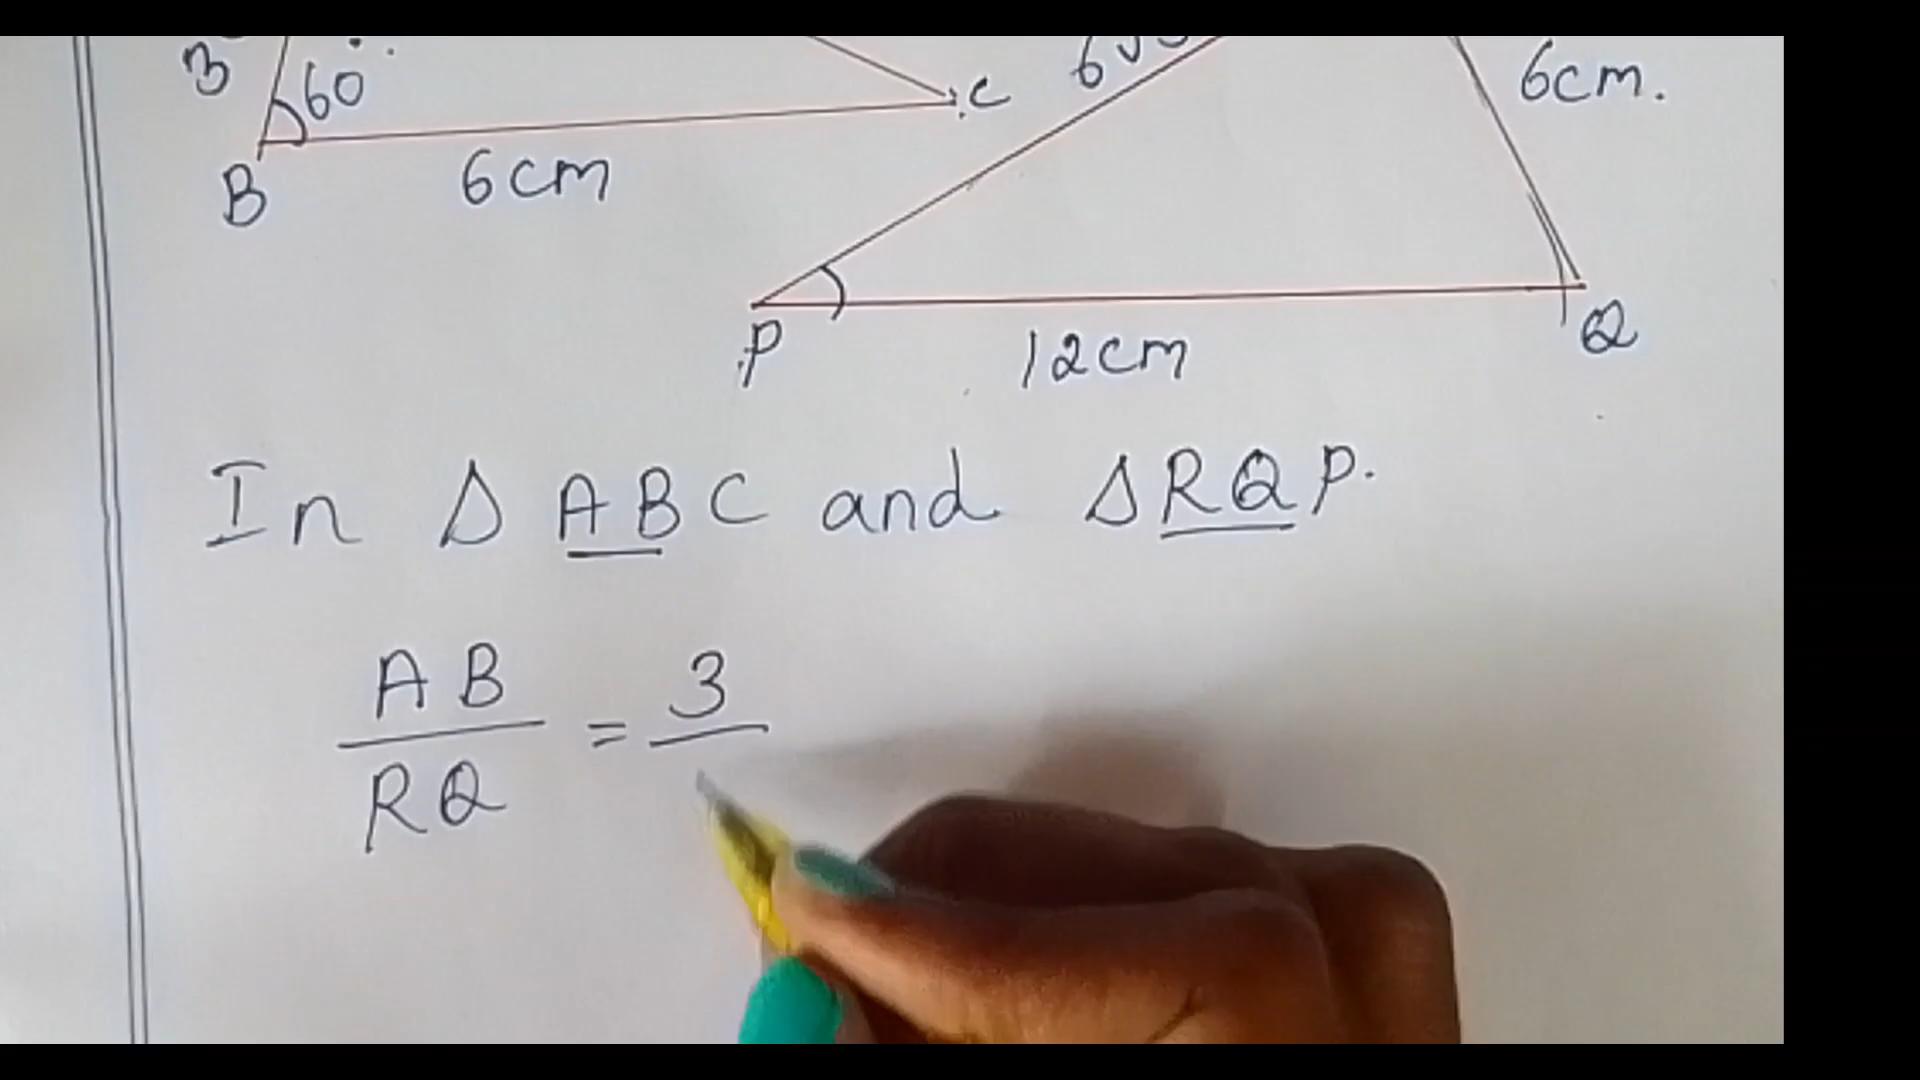 3
60°
C
6cm.
B
6cm
P
12cm
Q
In Δ ABC and Δ RQP.
AB
RQ
=
3